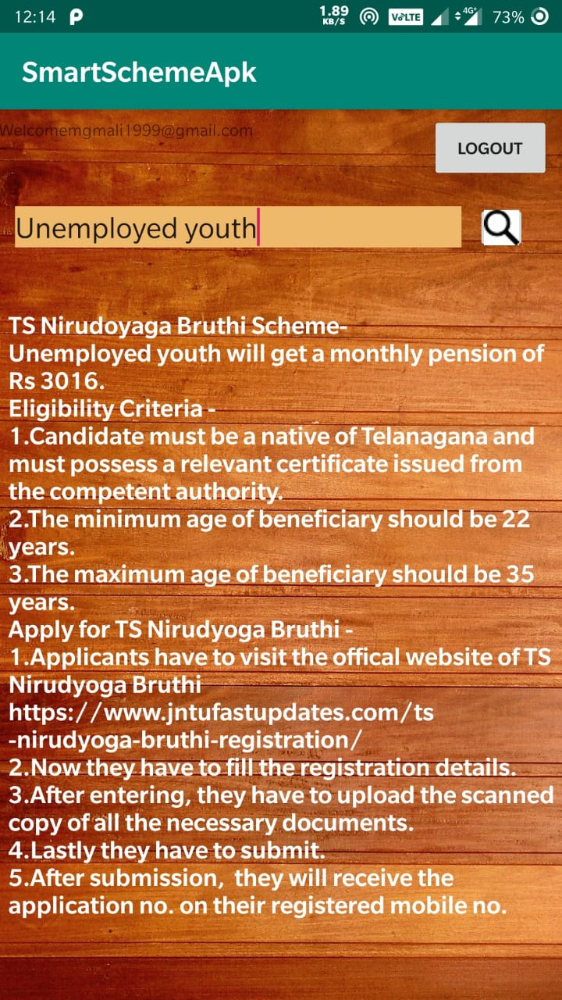 12:14
1.89
KB/S
VoLTE
4G+
73%
SmartSchemeApk
Welcomemgmali1999@gmail.com
LOGOUT
Unemployed youth
TS Nirudoyaga Bruthi Scheme-
Unemployed youth will get a monthly pension of
Rs 3016.
Eligibility Criteria -
1.Candidate must be a native of Telanagana and
must possess a relevant certificate issued from
the competent authority.
2.The minimum age of beneficiary should be 22
years.
3.The maximum age of beneficiary should be 35
years.
Apply for TS Nirudyoga Bruthi -
1.Applicants have to visit the offical website of TS
Nirudyoga Bruthi
https://www.jntufastupdates.com/ts
-nirudyoga-bruthi-registration/
2.Now they have to fill the registration details.
3.After entering, they have to upload the scanned
copy of all the necessary documents.
4.Lastly they have to submit.
5.After submission,  they will receive the
application no. on their registered mobile no.